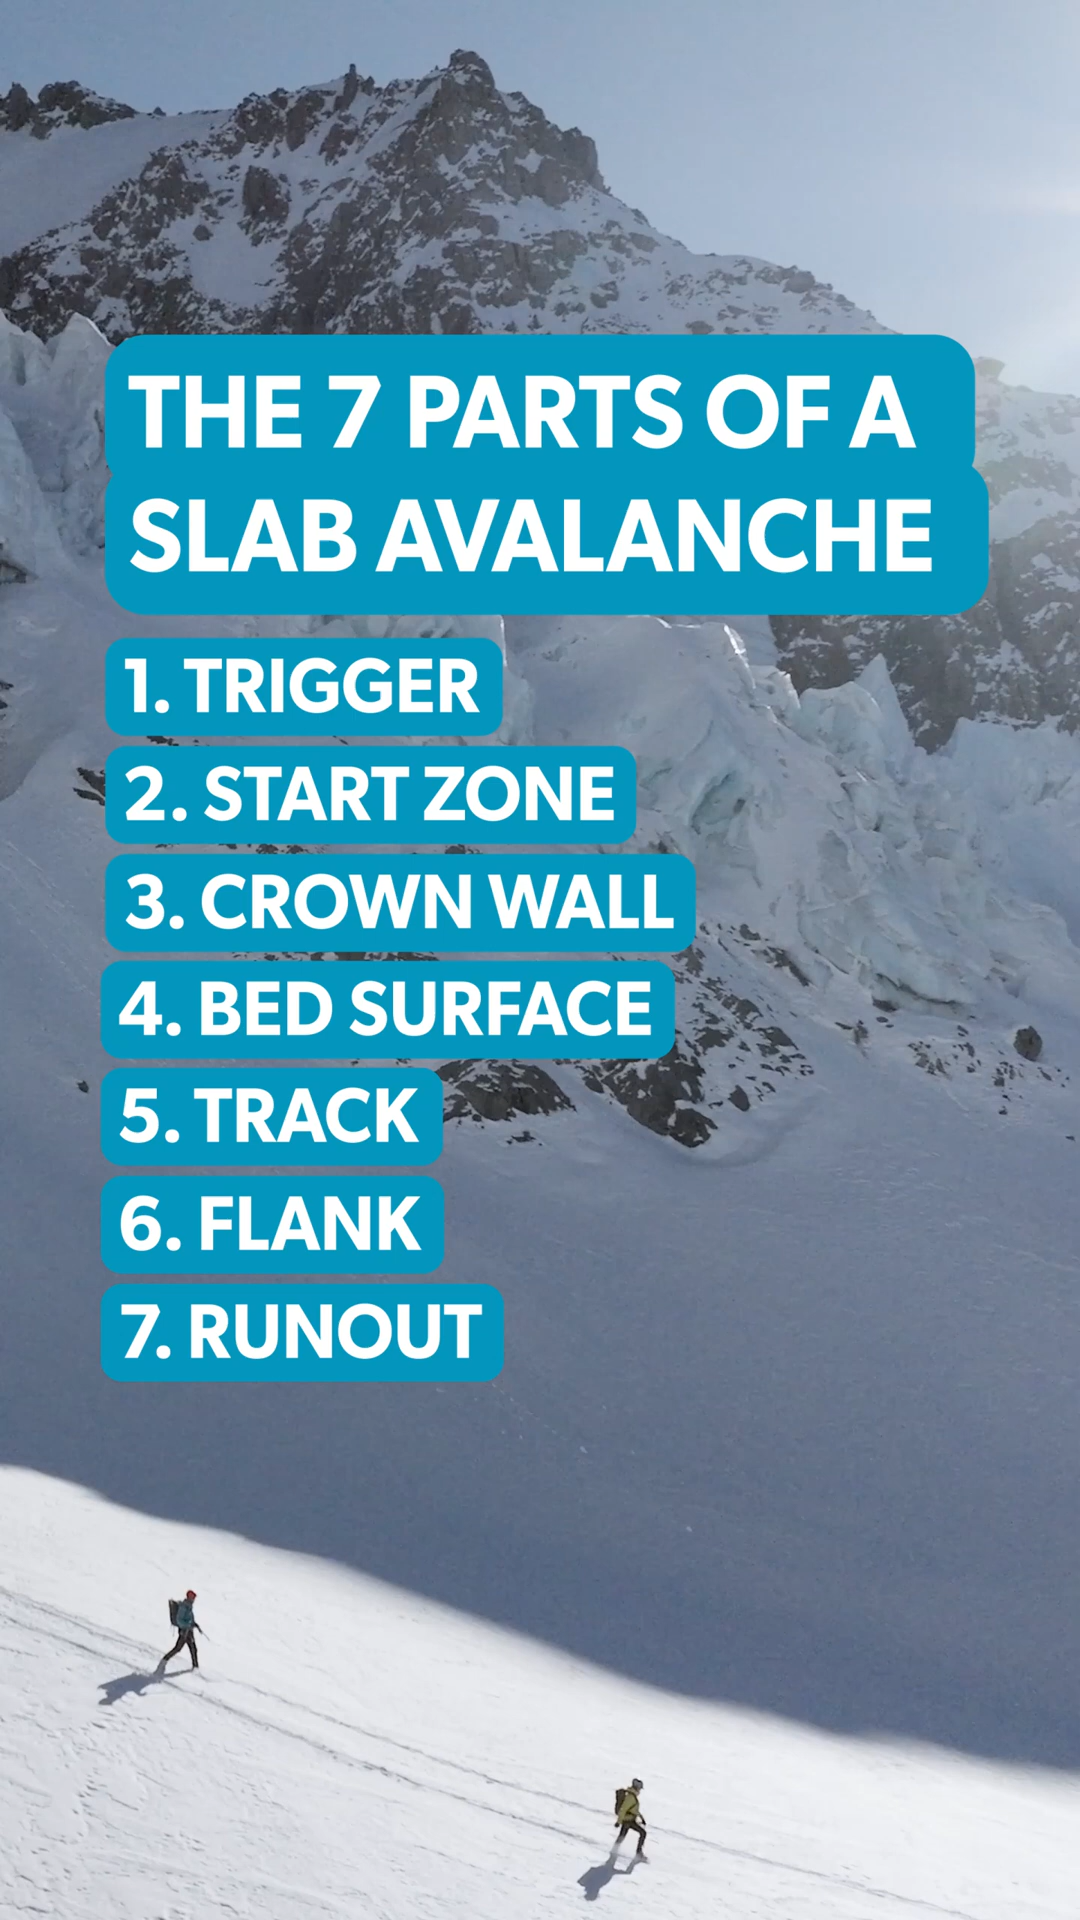 THE 7 PARTS OF A
SLAB AVALANCHE
1. TRIGGER
2. START ZONE
3. CROWN WALL
4. BED SURFACE
5. TRACK
6. FLANK
7. RUNOUT